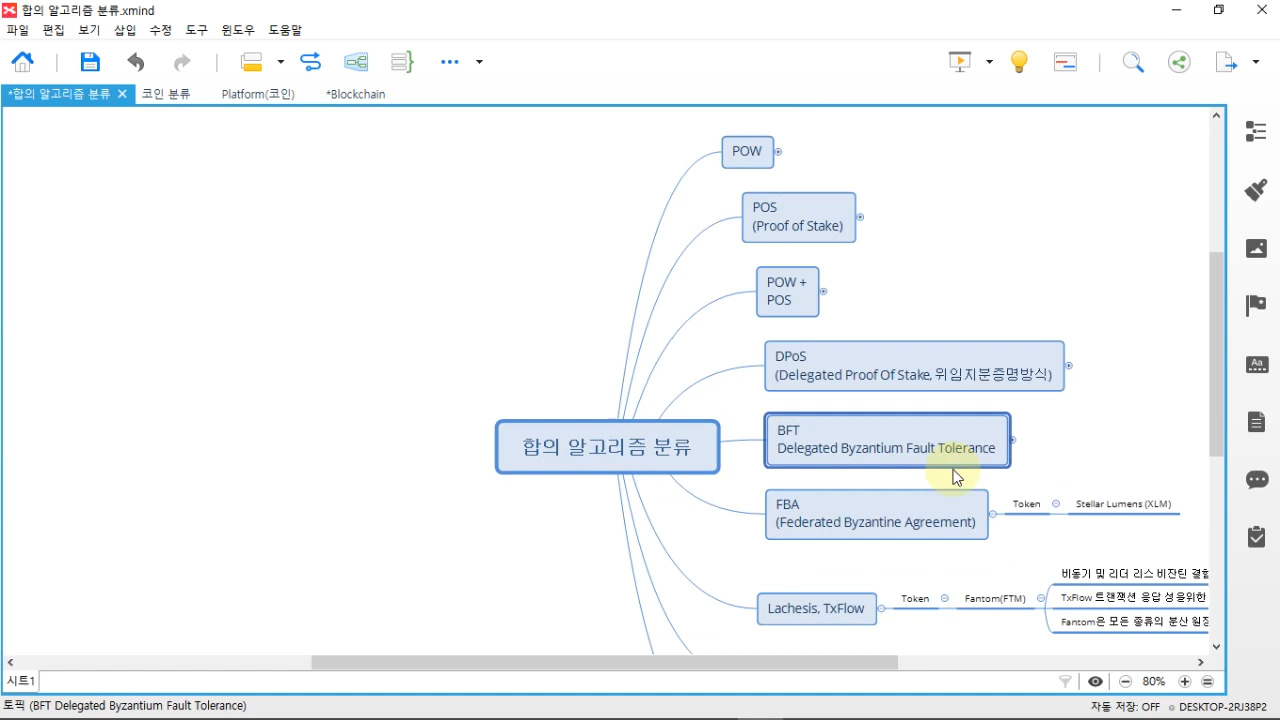 합의 알고리즘 분류.xmind
파일 편집 보기 삽입 수정 도구 윈도우 도움말
*합의 알고리즘 분류 코인 분류 Platform(코인) *Blockchain
POW
POS
(Proof of Stake)
POW +
POS
DPoS
(Delegated Proof Of Stake, 위임지분증명방식)
합의 알고리즘 분류
BFT
Delegated Byzantium Fault Tolerance
FBA
(Federated Byzantine Agreement)
Token
Stellar Lumens (XLM)
Lachesis, TxFlow
Token
Fantom(FTM)
비동기 및 리더 리스 비잔틴 결함
TxFlow 트랜잭션 응답 성을위한
Fantom은 모든 종류의 분산 원장
시트1
80%
토픽 (BFT Delegated Byzantium Fault Tolerance)
자동 저장: OFF
DESKTOP-2RJ38P2